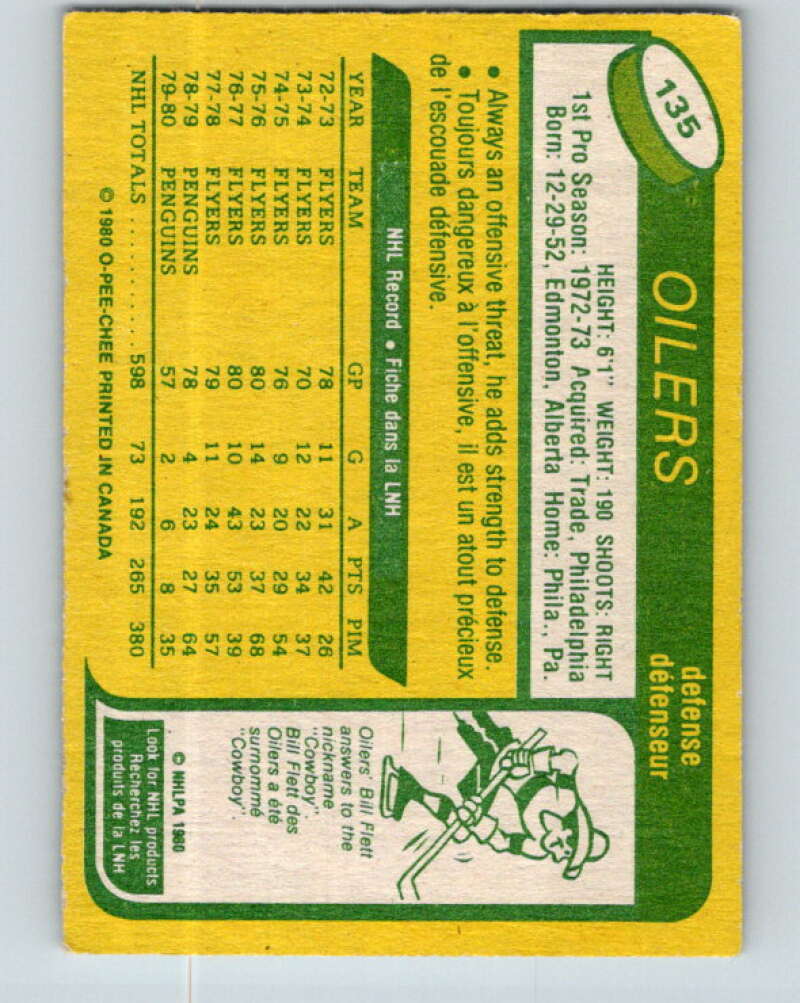 135
OILERS
defense
défenseur
HEIGHT: 6'1" WEIGHT: 190 SHOOTS: RIGHT
1st Pro Season: 1972-73 Acquired: Trade, Philadelphia
Born: 12-29-52, Edmonton, Alberta Home: Phila., Pa.
• Always an offensive threat, he adds strength to defense.
• Toujours dangereux à l'offensive, il est un atout précieux
de l'escouade défensive.
NHL Record • Fiche dans la LNH
YEAR TEAM GP G A PTS PIM
72-73 FLYERS 78 11 31 42 26
73-74 FLYERS 70 12 22 34 37
74-75 FLYERS 76 9 20 29 54
75-76 FLYERS 80 14 23 37 68
76-77 FLYERS 80 10 43 53 39
77-78 FLYERS 79 11 24 35 57
78-79 PENGUINS 78 4 23 27 64
79-80 PENGUINS 57 2 6 8 35
NHL TOTALS .......... 598 73 192 265 380
© 1980 O-PEE-CHEE PRINTED IN CANADA
Oilers' Bill Flett
answers to the
nickname
"Cowboy".
Bill Flett des
Oilers a été
surnommé
"Cowboy".
© NHLPA 1980
Look for NHL products
Recherchez les
produits de la LNH